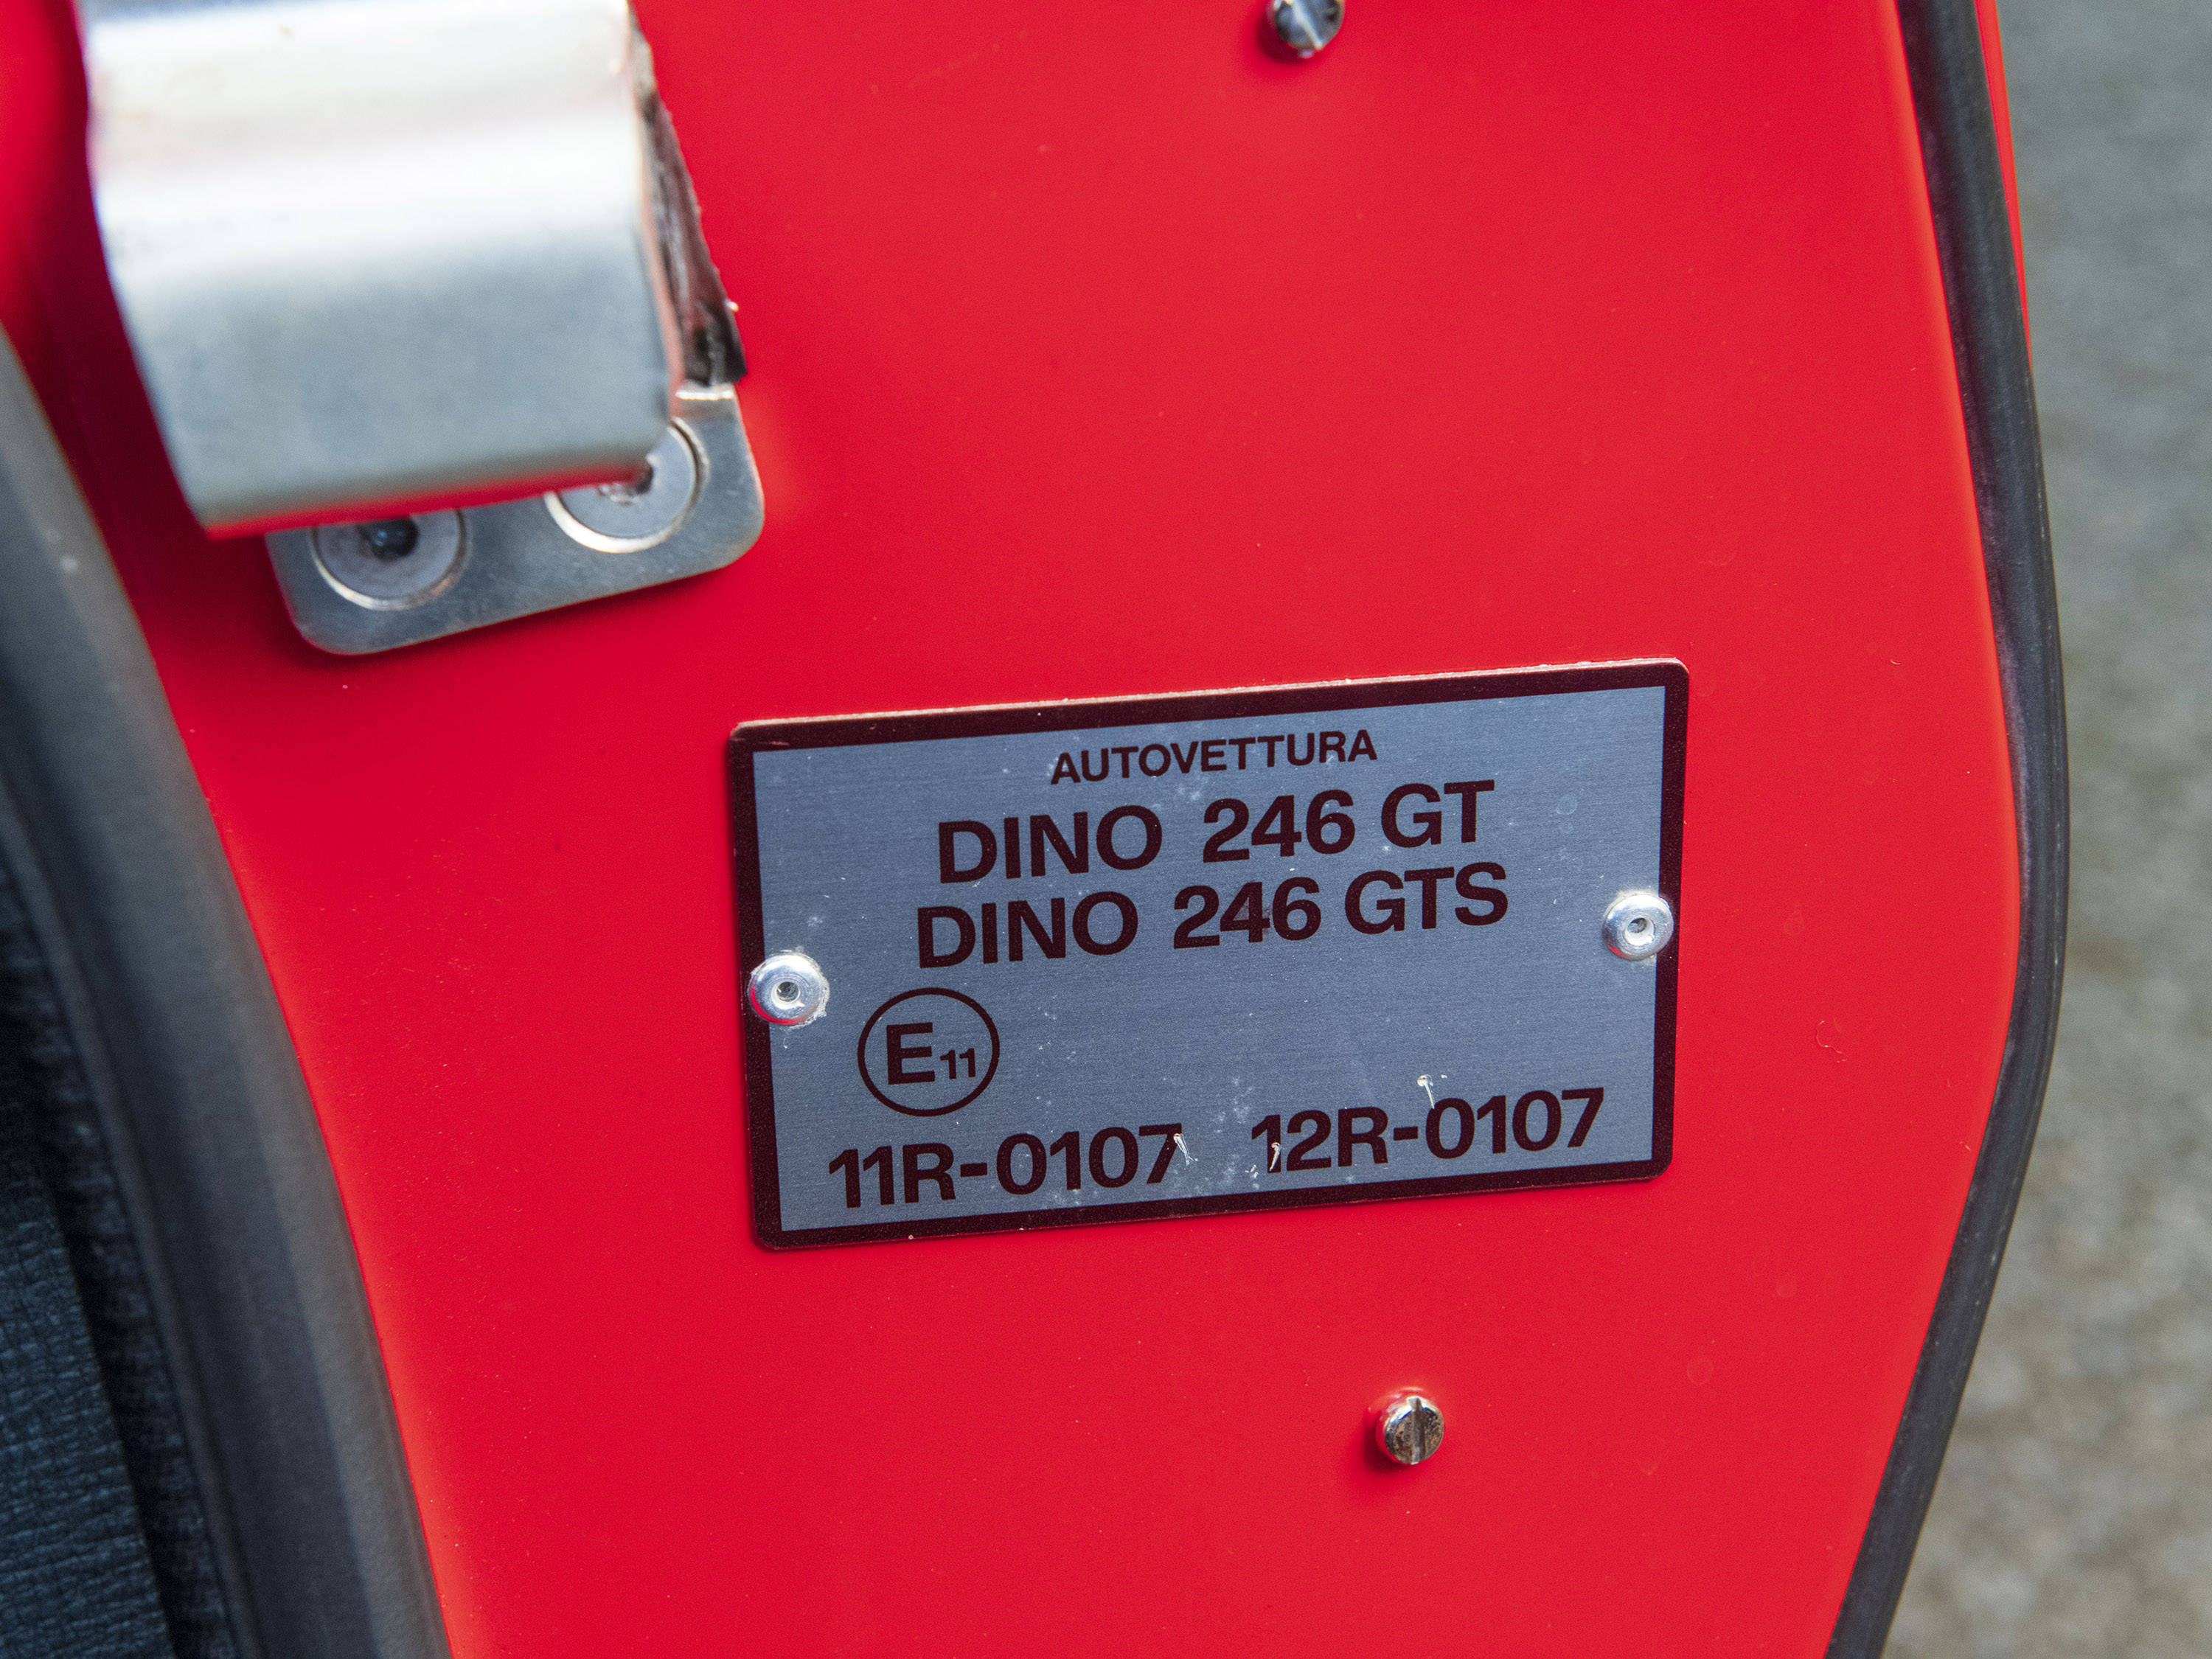 AUTOVETTURA
DINO 246 GT
DINO 246 GTS
E11
11R-0107 12R-0107